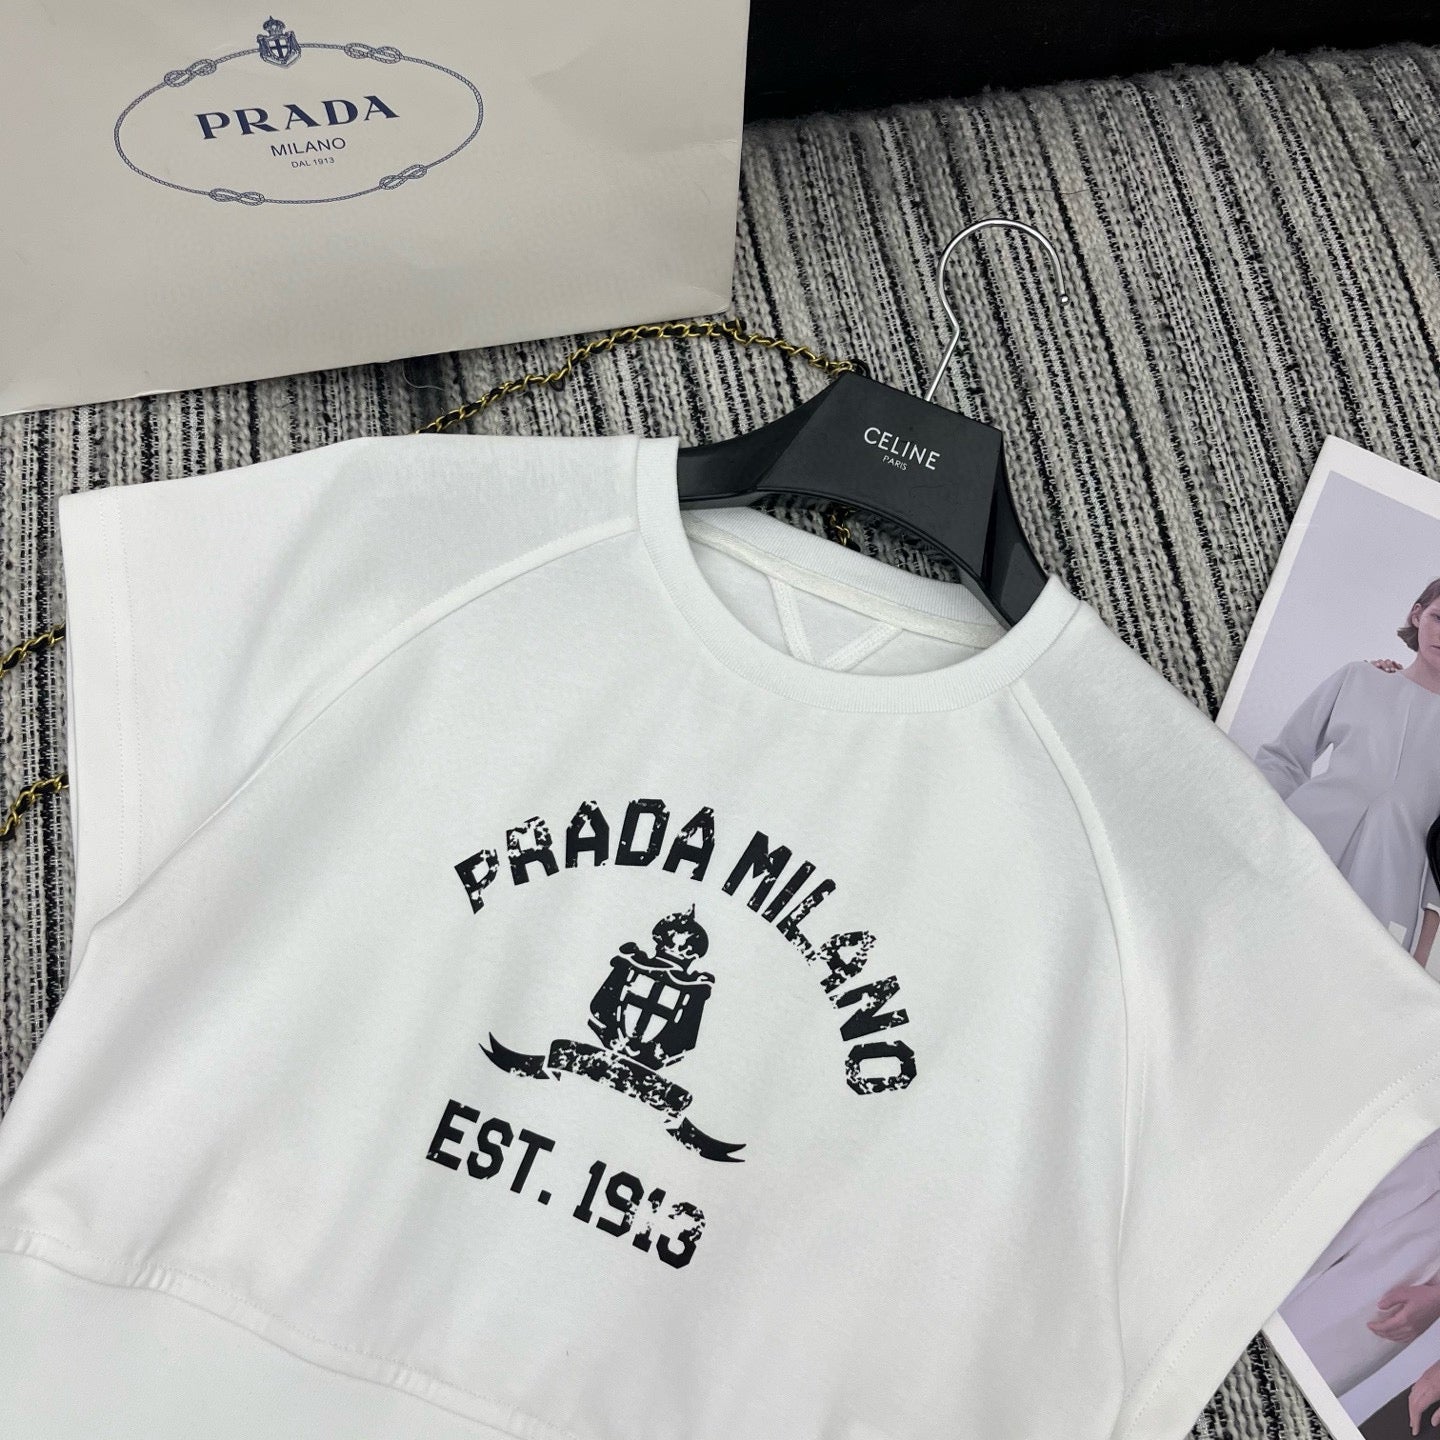 PRADA
MILANO
DAL 1913
CELINE
PARIS
PRADA MILANO
EST. 1913